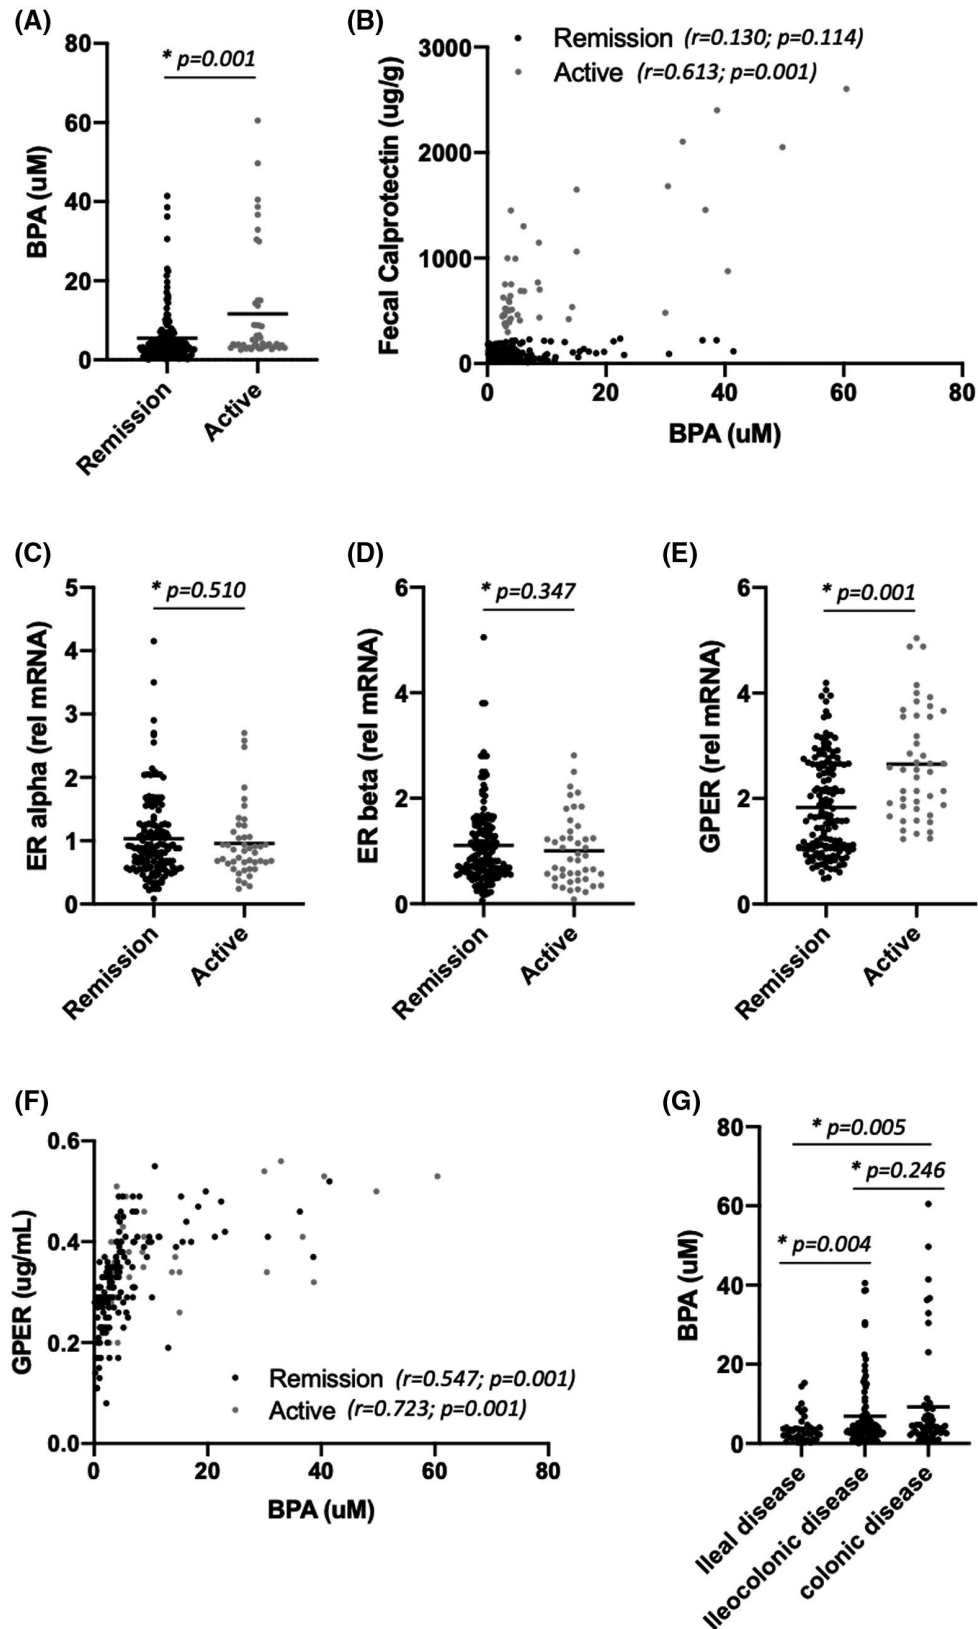 (A)
80
60
40
20
0
BPA (uM)
* p=0.001
Remission
Active
(B)
3000
2000
1000
0
Fecal Calprotectin (ug/g)
Remission (r=0.130; p=0.114)
Active (r=0.613; p=0.001)
0 20 40 60 80
BPA (uM)
(C)
5
4
3
2
1
0
ER alpha (rel mRNA)
* p=0.510
Remission
Active
(D)
6
4
2
0
ER beta (rel mRNA)
* p=0.347
Remission
Active
(E)
6
4
2
0
GPER (rel mRNA)
* p=0.001
Remission
Active
(F)
0.6
0.4
0.2
0.0
GPER (ug/mL)
Remission (r=0.547; p=0.001)
Active (r=0.723; p=0.001)
0 20 40 60 80
BPA (uM)
(G)
80
60
40
20
0
BPA (uM)
* p=0.005
* p=0.246
* p=0.004
Ileal disease
Ileocolonic disease
colonic disease